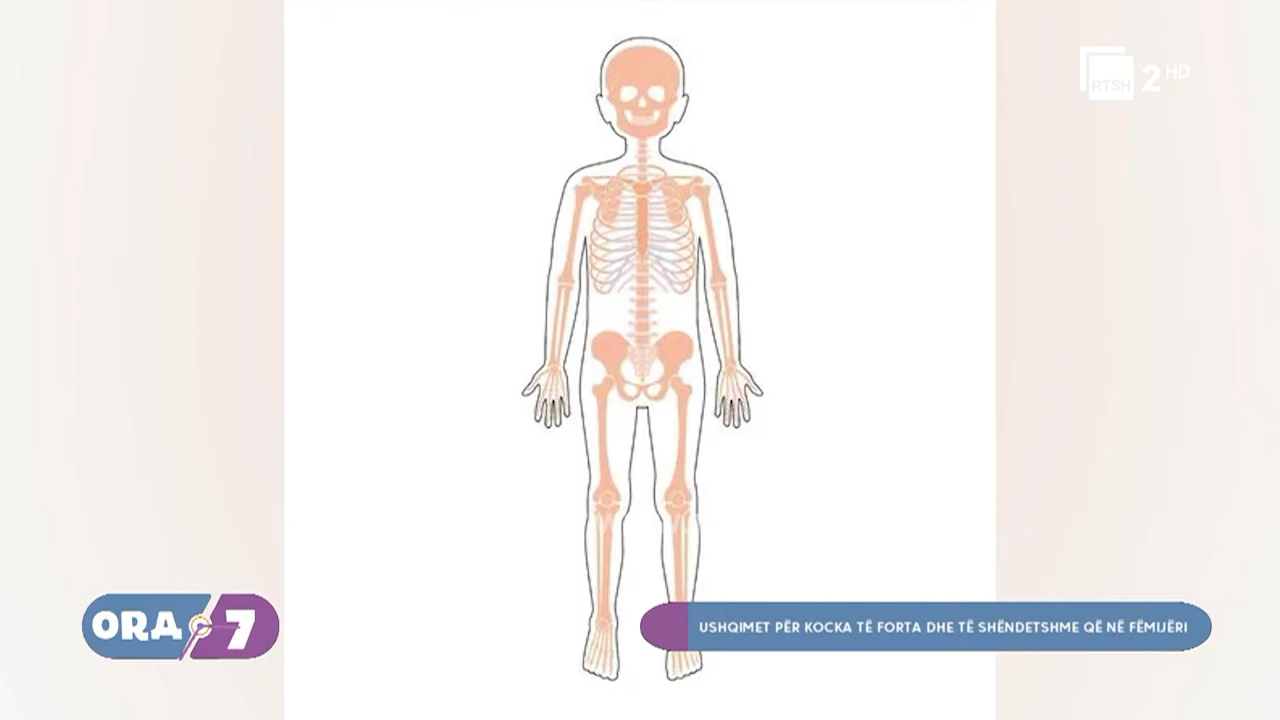 RTSH 2 HD
ORA 7
USHQIMET PËR KOCKA TË FORTA DHE TË SHËNDETSHME QË NË FËMIJËRI